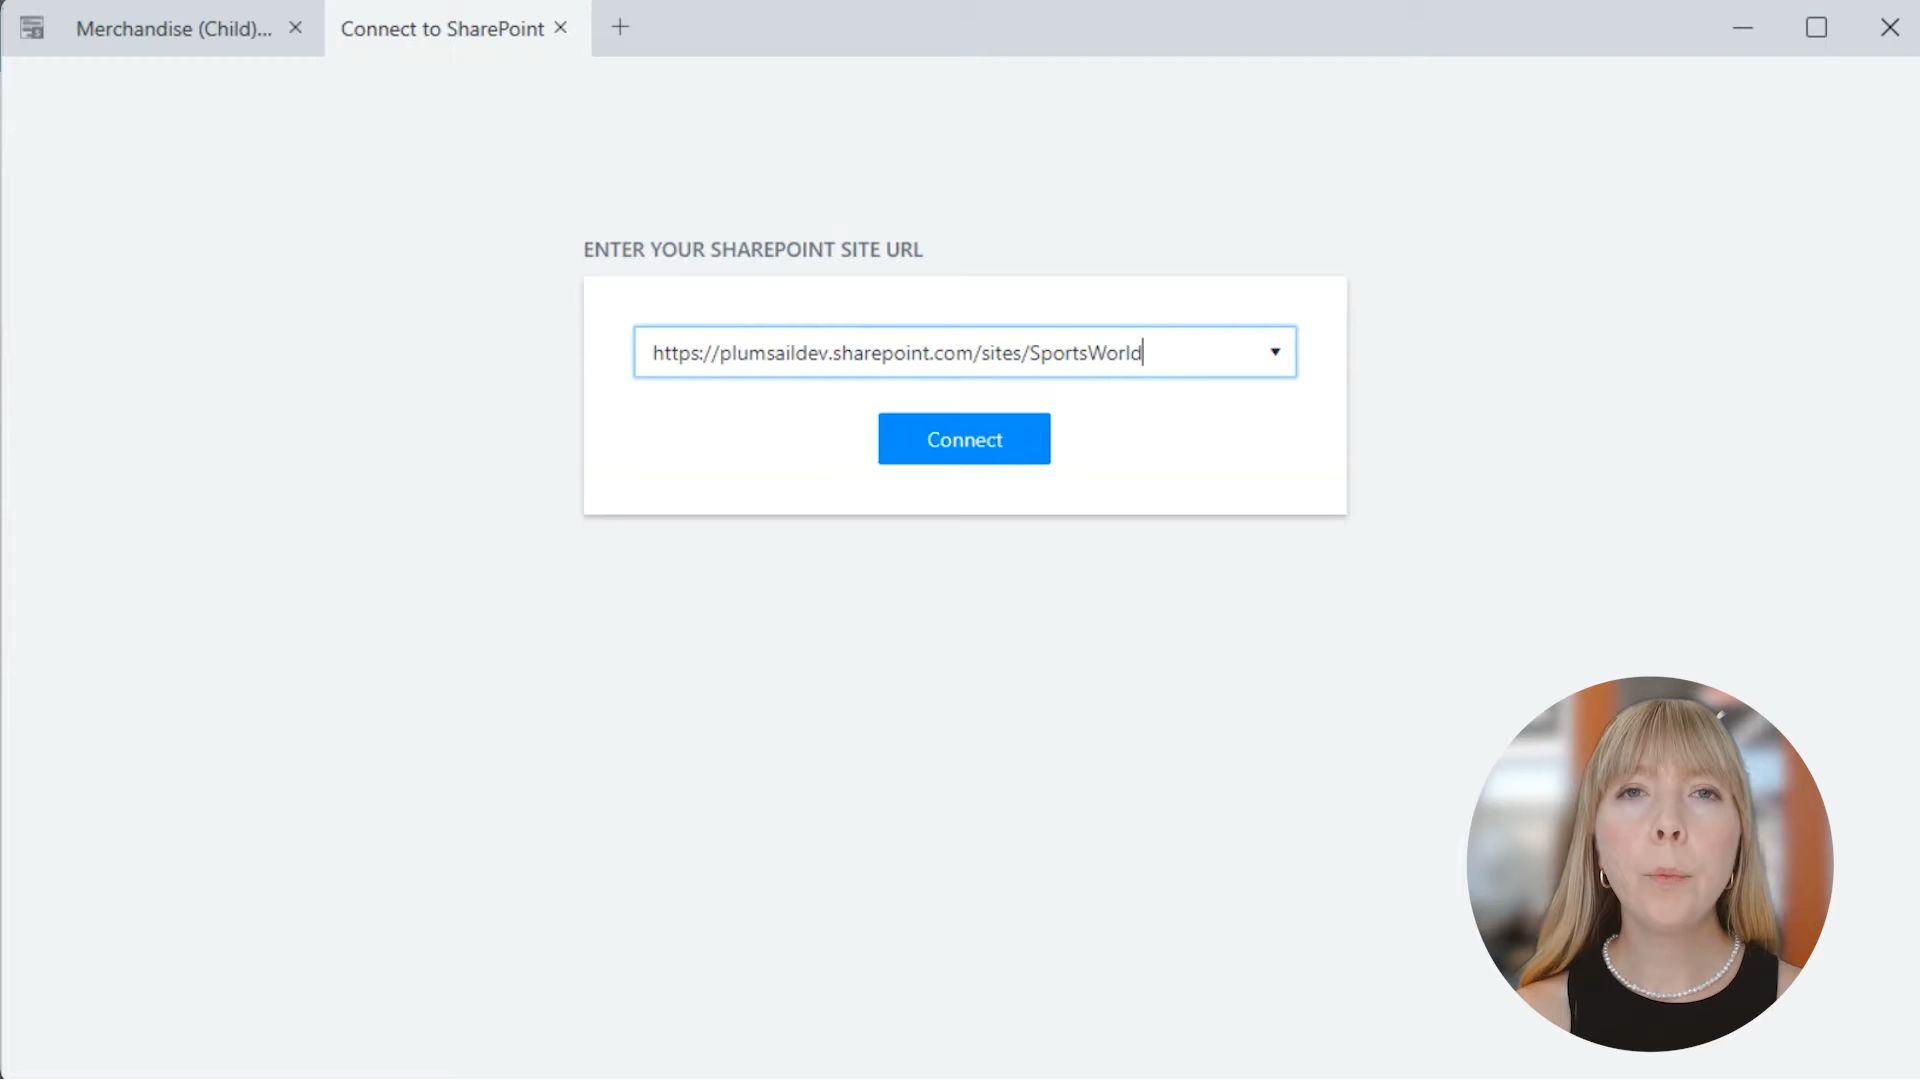 Merchandise (Child)...
Connect to SharePoint
ENTER YOUR SHAREPOINT SITE URL
https://plumsaildev.sharepoint.com/sites/SportsWorld
Connect